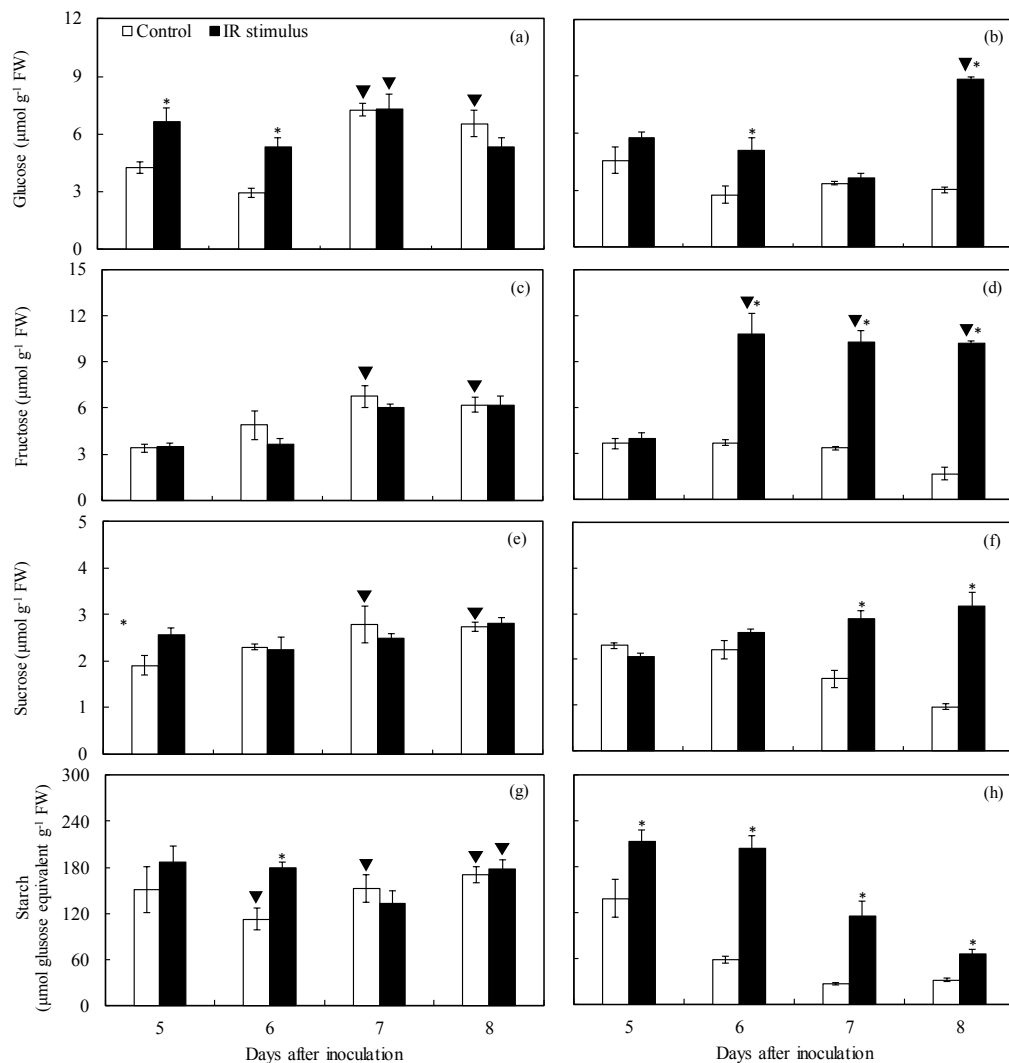 Control IR stimulus
(a)
12
9
6
3
0
Glucose (µmol g-1 FW)
*
*
(b)
*
*
(c)
15
12
9
6
3
0
Fructose (µmol g-1 FW)
(d)
*
*
*
(e)
5
4
3
2
1
0
Sucrose (µmol g-1 FW)
*
(f)
*
*
(g)
300
240
180
120
60
0
Starch
(µmol glusose equivalent g-1 FW)
*
(h)
*
*
*
*
5 6 7 8
Days after inoculation
5 6 7 8
Days after inoculation